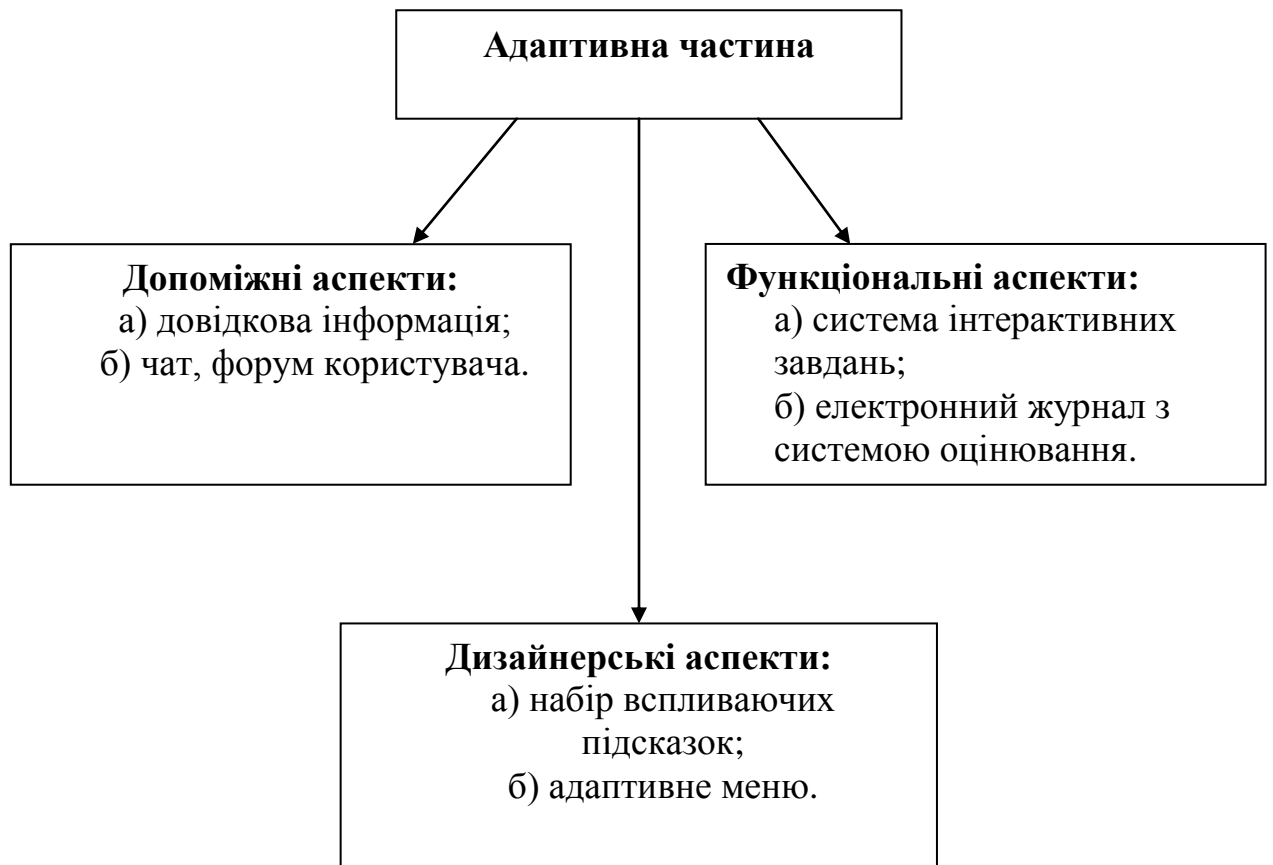 Адаптивна частина
Допоміжні аспекти:
а) довідкова інформація;
б) чат, форум користувача.
Функціональні аспекти:
а) система інтерактивних
завдань;
б) електронний журнал з
системою оцінювання.
Дизайнерські аспекти:
а) набір вспливаючих
підсказок;
б) адаптивне меню.